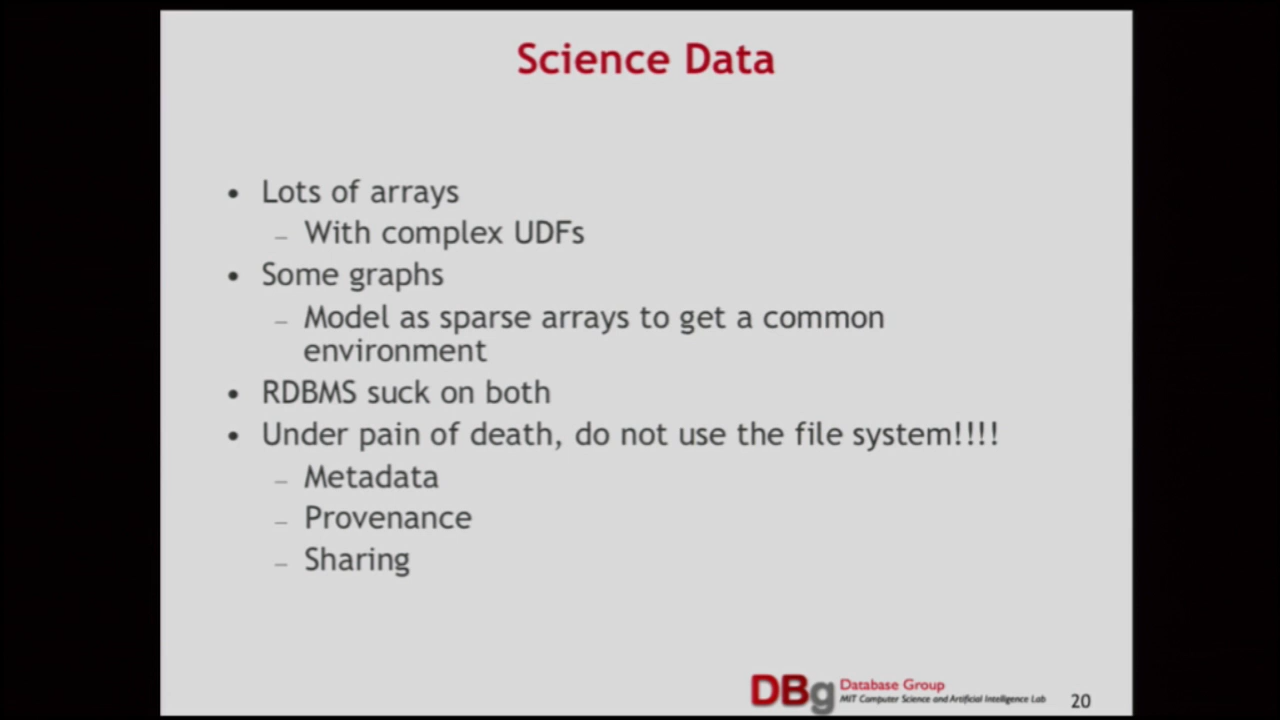 Science Data
• Lots of arrays
– With complex UDFs
• Some graphs
– Model as sparse arrays to get a common
environment
• RDBMS suck on both
• Under pain of death, do not use the file system!!!!
– Metadata
– Provenance
– Sharing
DBg Database Group
MIT Computer Science and Artificial Intelligence Lab
20